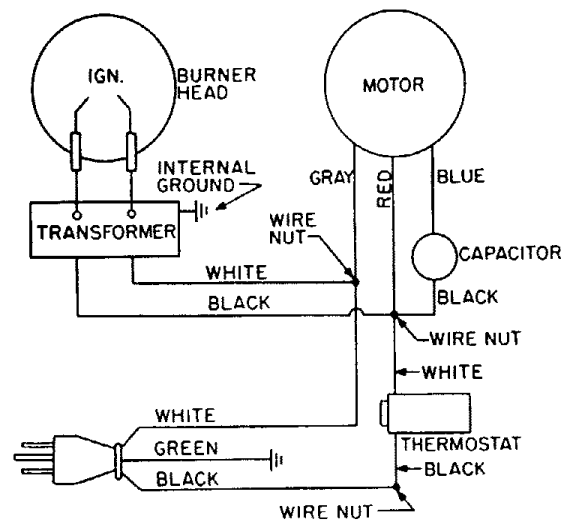 IGN.
BURNER
HEAD
MOTOR
INTERNAL
GROUND
GRAY
RED
BLUE
TRANSFORMER
WIRE
NUT
CAPACITOR
WHITE
BLACK
BLACK
WIRE NUT
WHITE
WHITE
THERMOSTAT
GREEN
BLACK
BLACK
WIRE NUT